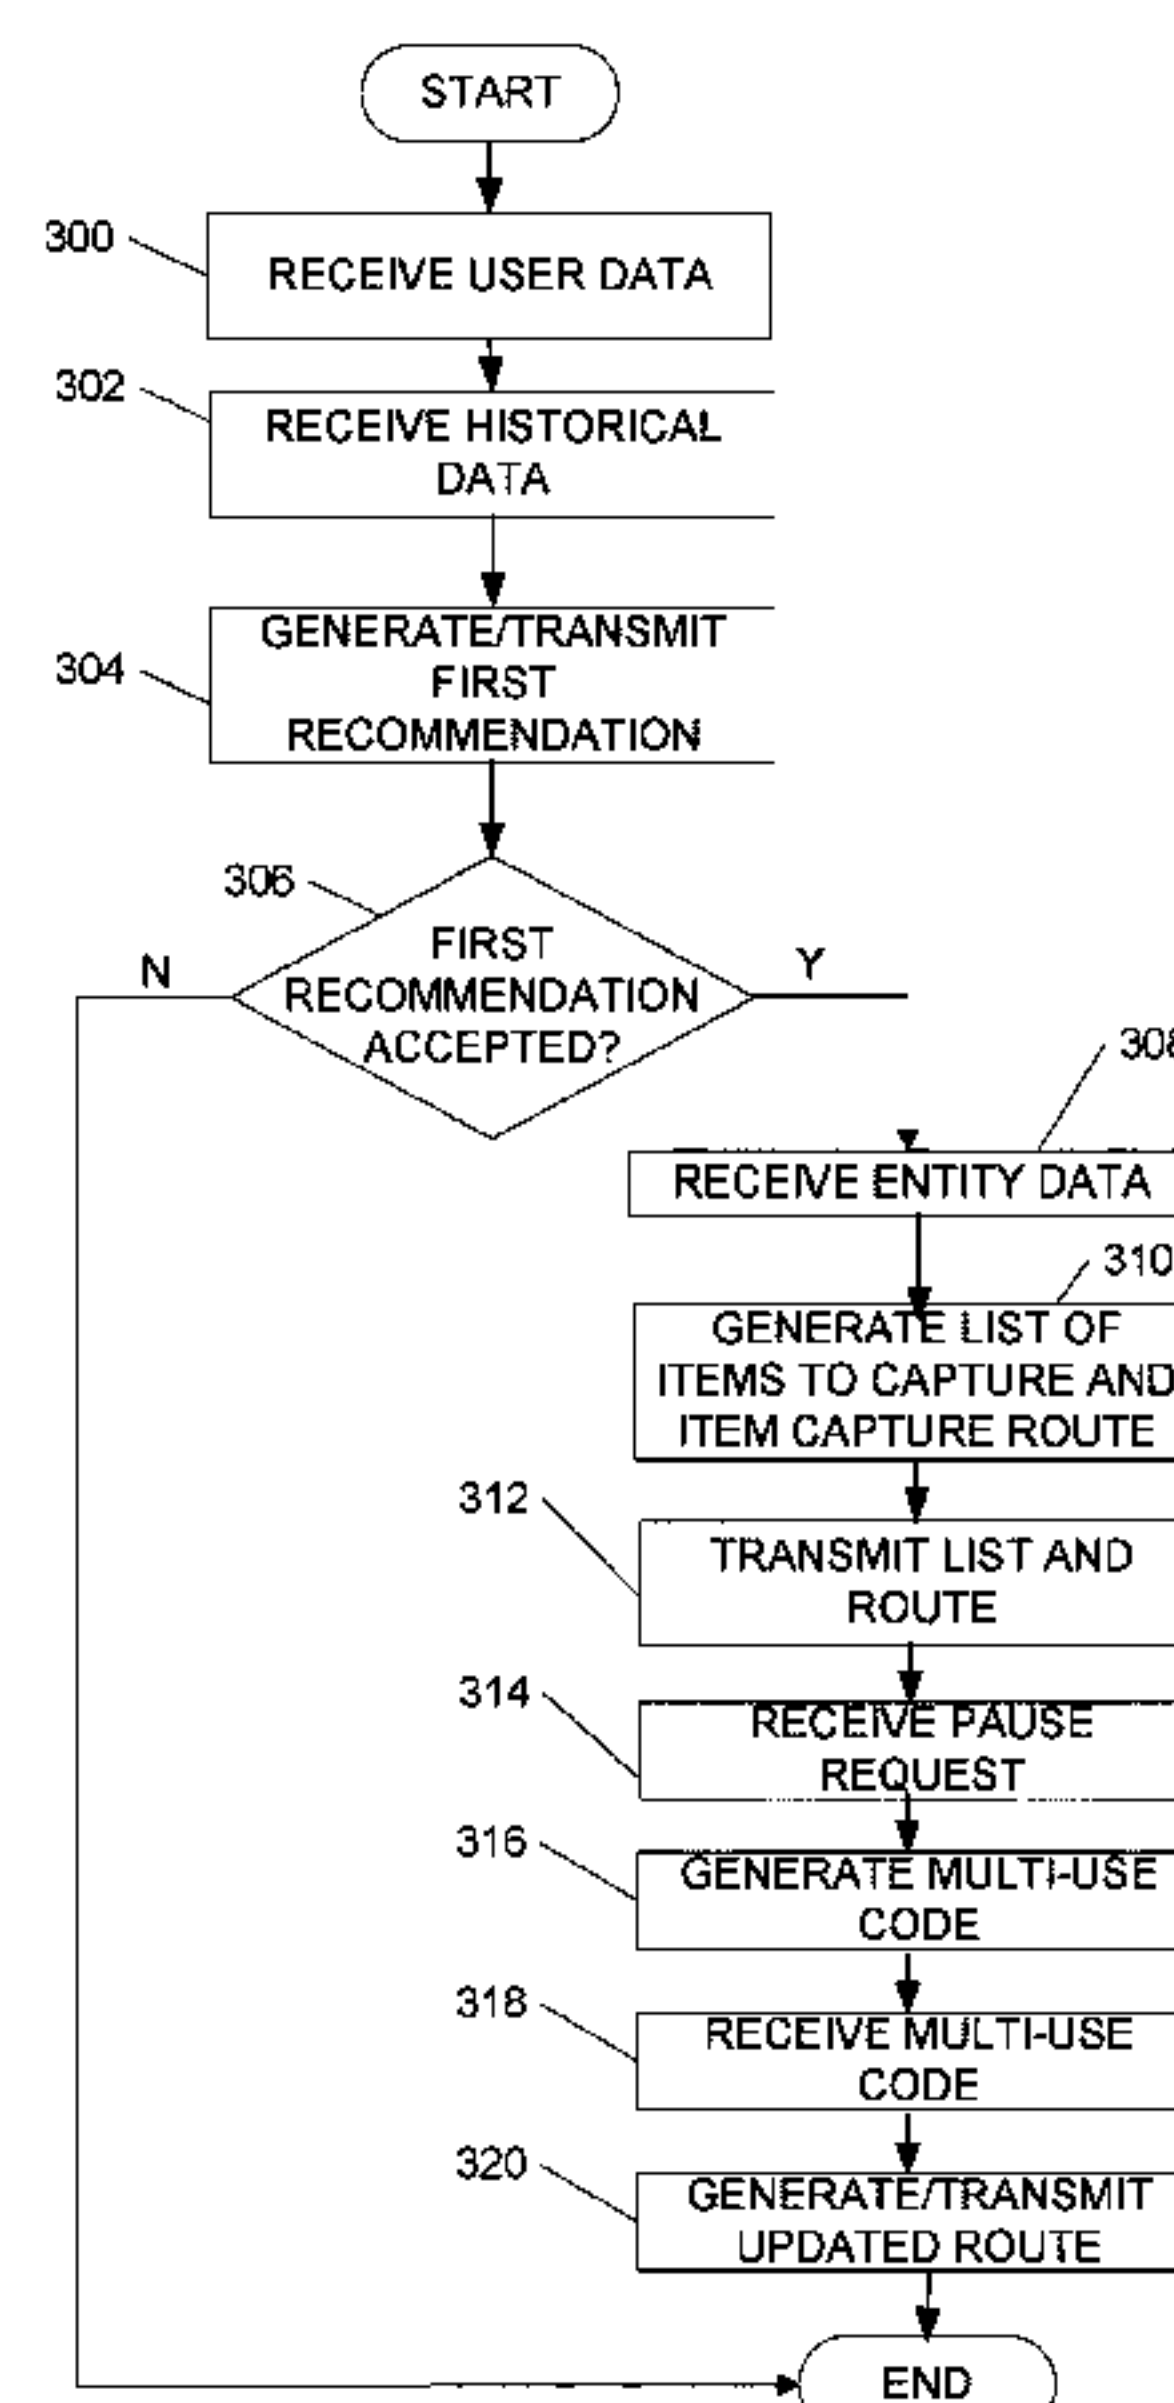 START
300
RECEIVE USER DATA
302
RECEIVE HISTORICAL
DATA
304
GENERATE/TRANSMIT
FIRST
RECOMMENDATION
306
FIRST
RECOMMENDATION
ACCEPTED?
N
Y
308
RECEIVE ENTITY DATA
310
GENERATE LIST OF
ITEMS TO CAPTURE AND
ITEM CAPTURE ROUTE
312
TRANSMIT LIST AND
ROUTE
314
RECEIVE PAUSE
REQUEST
316
GENERATE MULTI-USE
CODE
318
RECEIVE MULTI-USE
CODE
320
GENERATE/TRANSMIT
UPDATED ROUTE
END